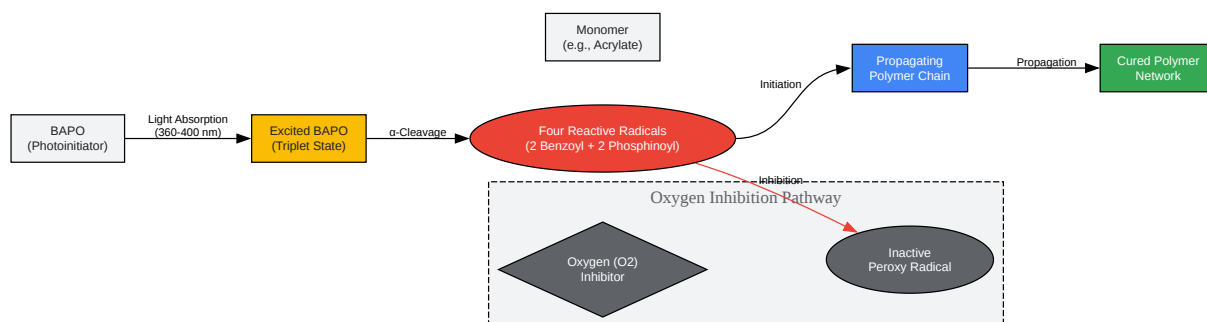 Monomer
(e.g., Acrylate)
Propagating
Polymer Chain
Propagation
Cured Polymer
Network
Initiation
BAPO
(Photoinitiator)
Light Absorption
(360-400 nm)
Excited BAPO
(Triplet State)
α-Cleavage
Four Reactive Radicals
(2 Benzoyl + 2 Phosphinoyl)
Inhibition
Oxygen Inhibition Pathway
Oxygen (O2)
Inhibitor
Inactive
Peroxy Radical